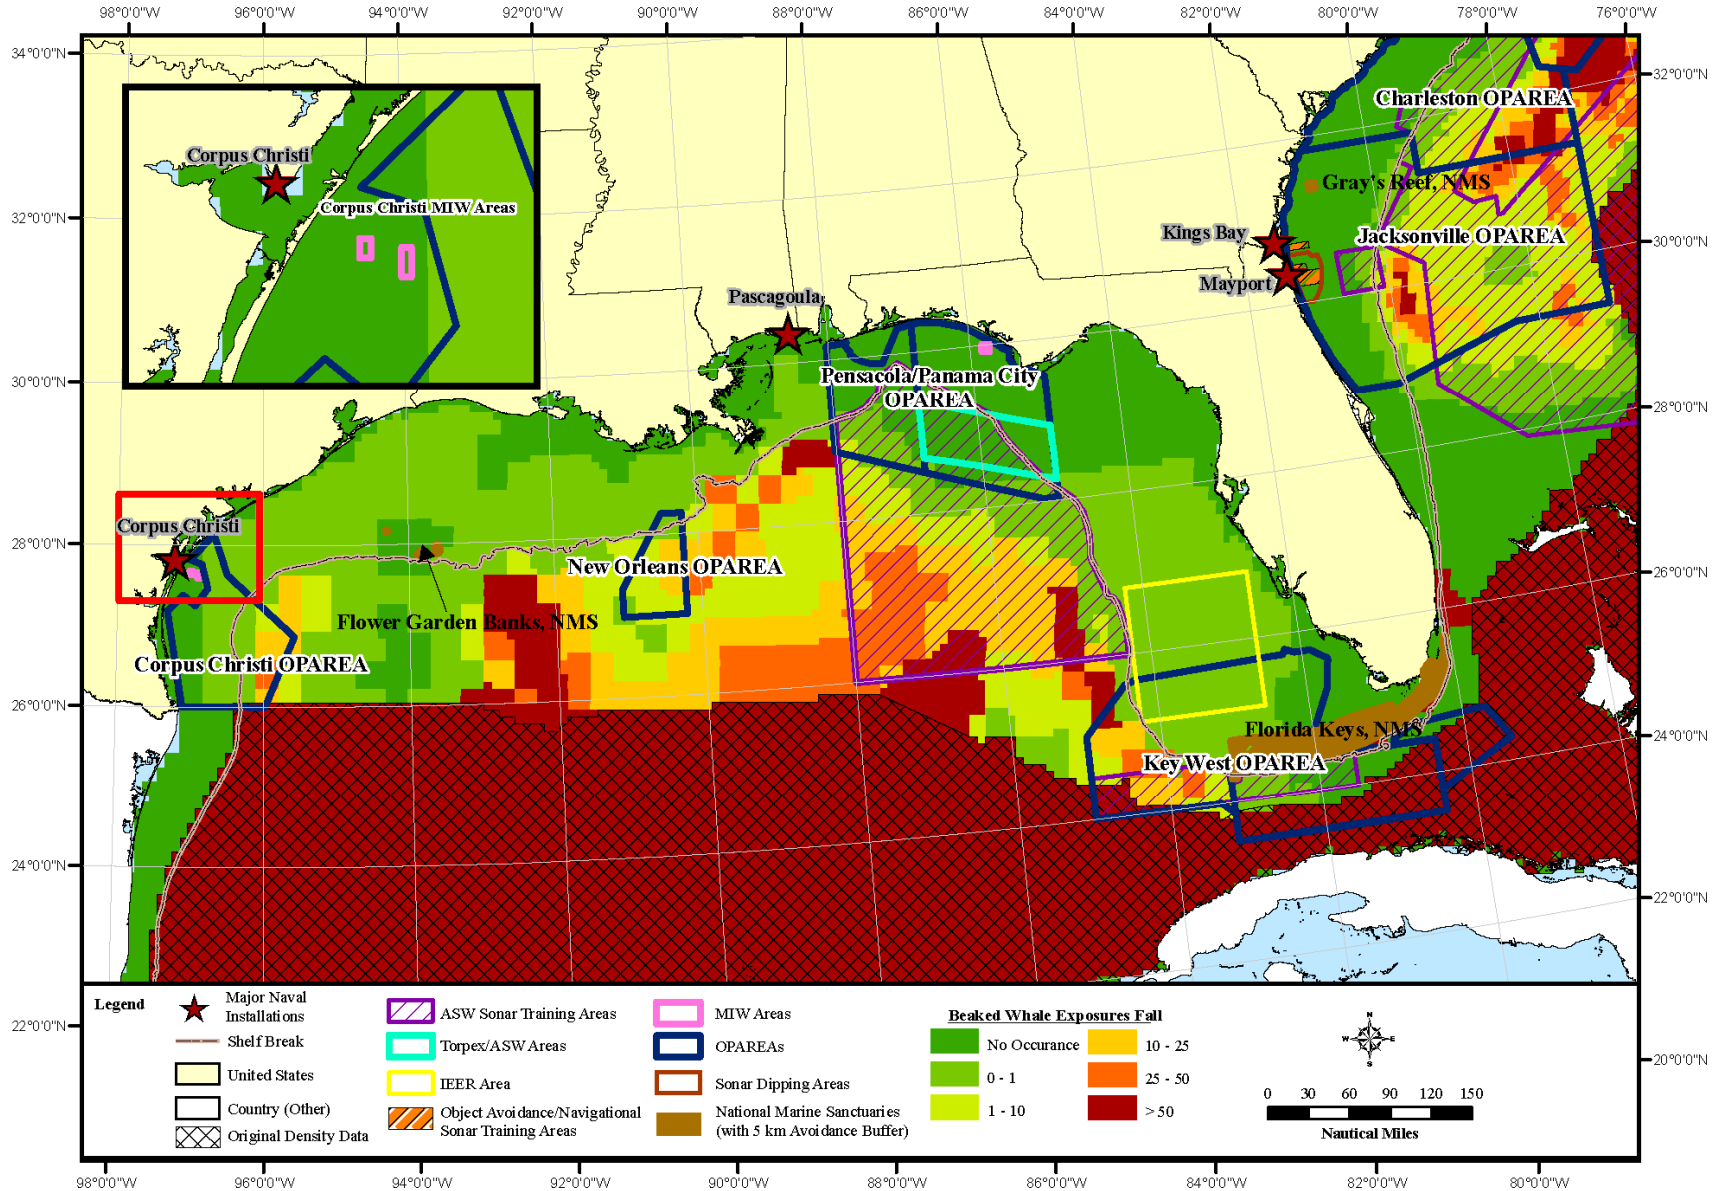 98°0'0"W 96°0'0"W 94°0'0"W 92°0'0"W 90°0'0"W 88°0'0"W 86°0'0"W 84°0'0"W 82°0'0"W 80°0'0"W 78°0'0"W 76°0'0"W
34°0'0"N
32°0'0"N
Charleston OPAREA
Corpus Christi
Gray's Reef, NMS
Corpus Christi MIW Areas
32°0'0"N
Kings Bay
Jacksonville OPAREA
30°0'0"N
Mayport
Pascagoula
30°0'0"N
Pensacola/Panama City
OPAREA
28°0'0"N
Corpus Christi
28°0'0"N
New Orleans OPAREA
26°0'0"N
Flower Garden Banks, NMS
Corpus Christi OPAREA
26°0'0"N
Florida Keys, NMS
24°0'0"N
Key West OPAREA
24°0'0"N
22°0'0"N
Legend
Major Naval
Installations
Shelf Break
United States
Country (Other)
Original Density Data
ASW Sonar Training Areas
Torpex/ASW Areas
IEER Area
Object Avoidance/Navigational
Sonar Training Areas
MIW Areas
OPAREAs
Sonar Dipping Areas
National Marine Sanctuaries
(with 5 km Avoidance Buffer)
Beaked Whale Exposures Fall
No Occurance
0 - 1
1 - 10
10 - 25
25 - 50
> 50
N
W E
S
0 30 60 90 120 150
Nautical Miles
22°0'0"N
20°0'0"N
98°0'0"W 96°0'0"W 94°0'0"W 92°0'0"W 90°0'0"W 88°0'0"W 86°0'0"W 84°0'0"W 82°0'0"W 80°0'0"W